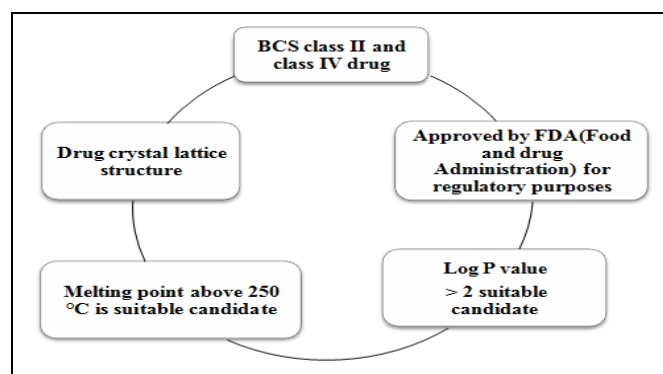 BCS class II and
class IV drug
Approved by FDA(Food
and drug
Administration) for
regulatory purposes
Log P value
> 2 suitable
candidate
Melting point above 250
°C is suitable candidate
Drug crystal lattice
structure